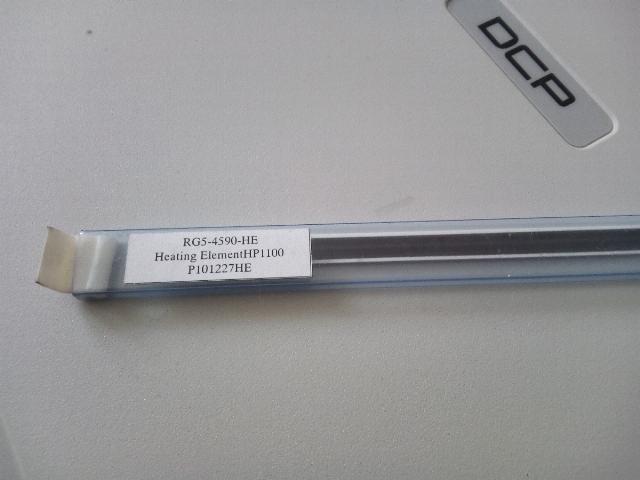 DCP
RG5-4590-HE
Heating ElementHP1100
P101227HE